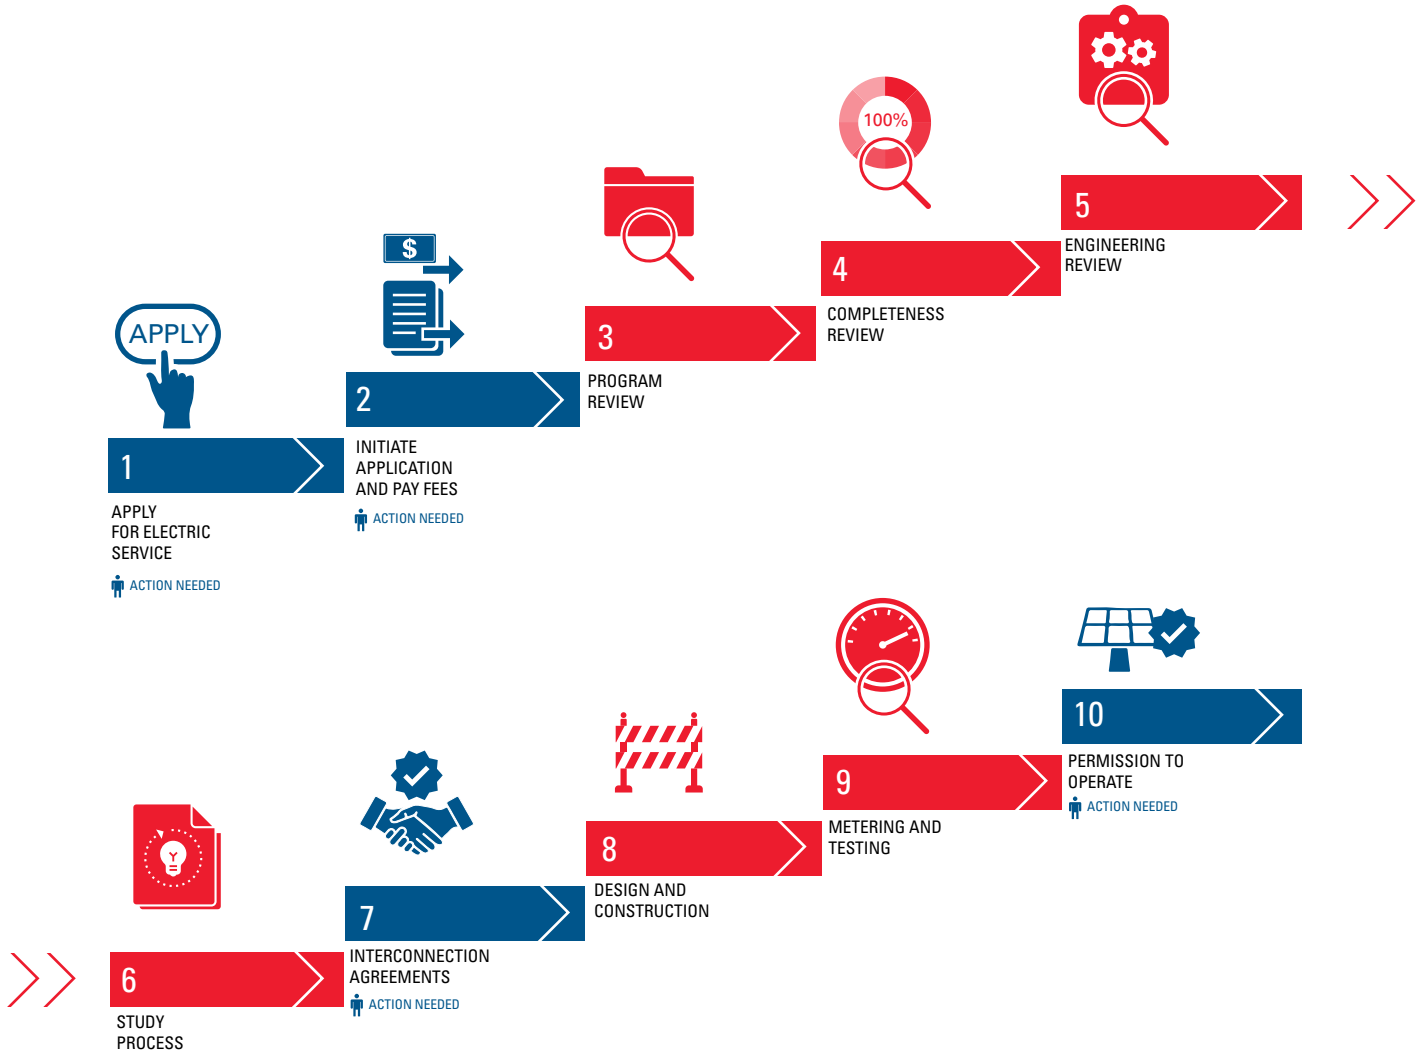 APPLY
1
APPLY
FOR ELECTRIC
SERVICE
ACTION NEEDED
$
2
INITIATE
APPLICATION
AND PAY FEES
ACTION NEEDED
3
PROGRAM
REVIEW
100%
4
COMPLETENESS
REVIEW
5
ENGINEERING
REVIEW
6
STUDY
PROCESS
7
INTERCONNECTION
AGREEMENTS
ACTION NEEDED
8
DESIGN AND
CONSTRUCTION
9
METERING AND
TESTING
10
PERMISSION TO
OPERATE
ACTION NEEDED